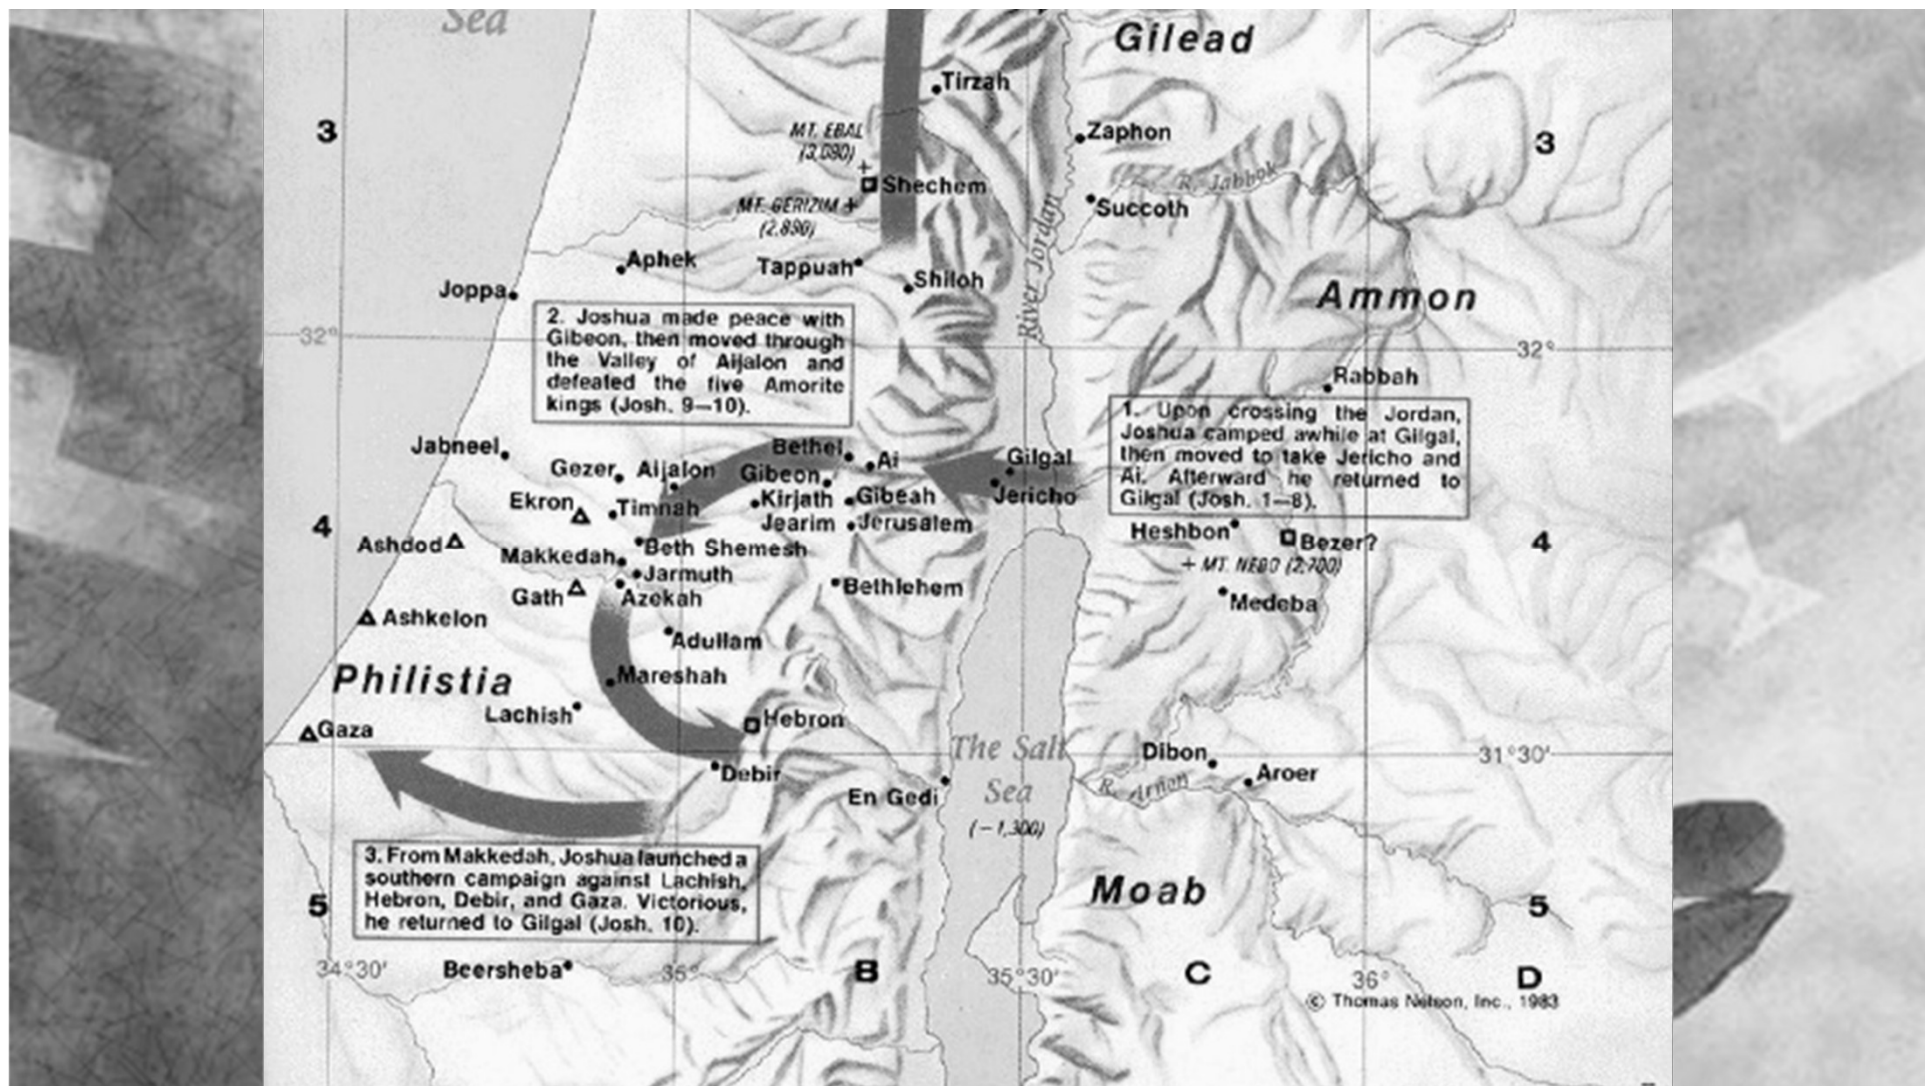 Sea
Gilead
Tirzah
3
MT. EBAL
(3,080)
Zaphon
3
Shechem
R. Jabbok
MT. GERIZIM
(2,890)
Succoth
River Jordan
Aphek
Tappuah
Shiloh
Joppa
Ammon
2. Joshua made peace with
Gibeon, then moved through
the Valley of Aijalon and
defeated the five Amorite
kings (Josh. 9–10).
32°
32°
Rabbah
1. Upon crossing the Jordan,
Joshua camped awhile at Gilgal,
then moved to take Jericho and
Ai. Afterward he returned to
Gilgal (Josh. 1–8).
Jabneel
Bethel
Ai
Gilgal
Gezer
Aijalon
Gibeon
Jericho
Ekron
Timnah
Kirjath
Jearim
Gibeah
Jerusalem
4
Ashdod
Beth Shemesh
Heshbon
Bezer?
4
Makkedah
Jarmuth
MT. NEBO (2,700)
Gath
Azekah
Bethlehem
Medeba
Ashkelon
Adullam
Philistia
Mareshah
Lachish
Hebron
Gaza
The Salt
Sea
(–1,300)
Dibon
31°30'
Debir
Aroer
En Gedi
R. Arnon
3. From Makkedah, Joshua launched a
southern campaign against Lachish,
Hebron, Debir, and Gaza. Victorious,
he returned to Gilgal (Josh. 10).
Moab
5
5
34°30'
Beersheba
35°
B
35°30'
C
36°
D
© Thomas Nelson, Inc., 1983